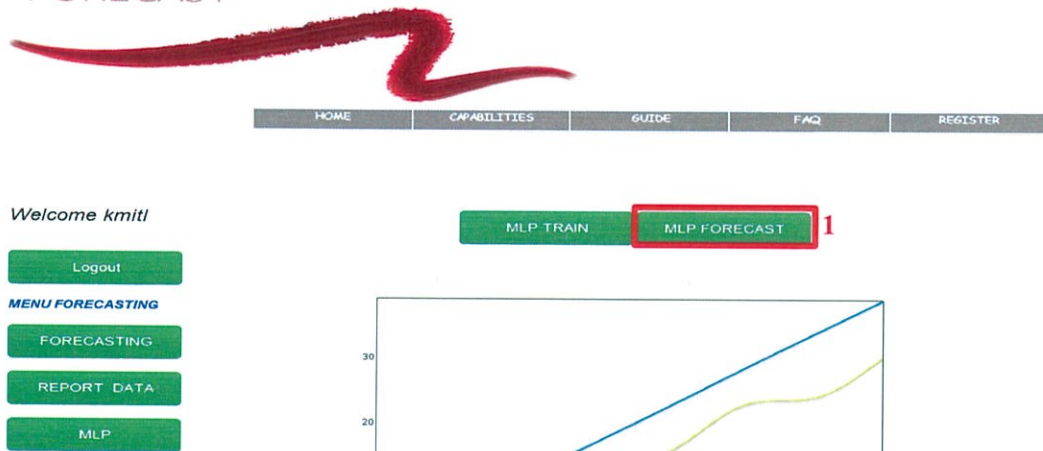 HOME CAPABILITIES GUIDE FAQ REGISTER
Welcome kmitl
MLP TRAIN MLP FORECAST 1
Logout
MENU FORECASTING
FORECASTING
30
REPORT DATA
20
MLP